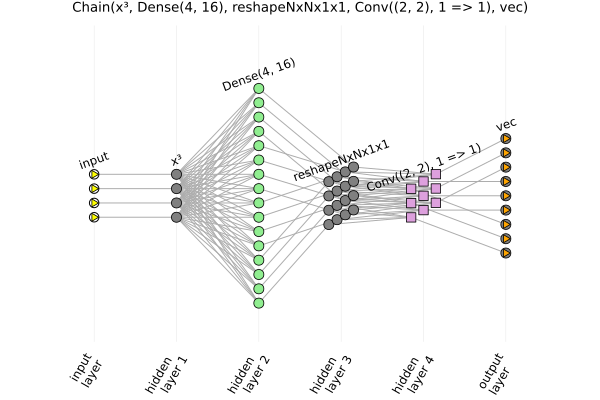 Chain(x³, Dense(4, 16), reshapeNxNx1x1, Conv((2, 2), 1 => 1), vec)
input
x³
Dense(4, 16)
reshapeNxNx1x1
Conv((2, 2), 1 => 1)
vec
input
layer
hidden
layer 1
hidden
layer 2
hidden
layer 3
hidden
layer 4
output
layer